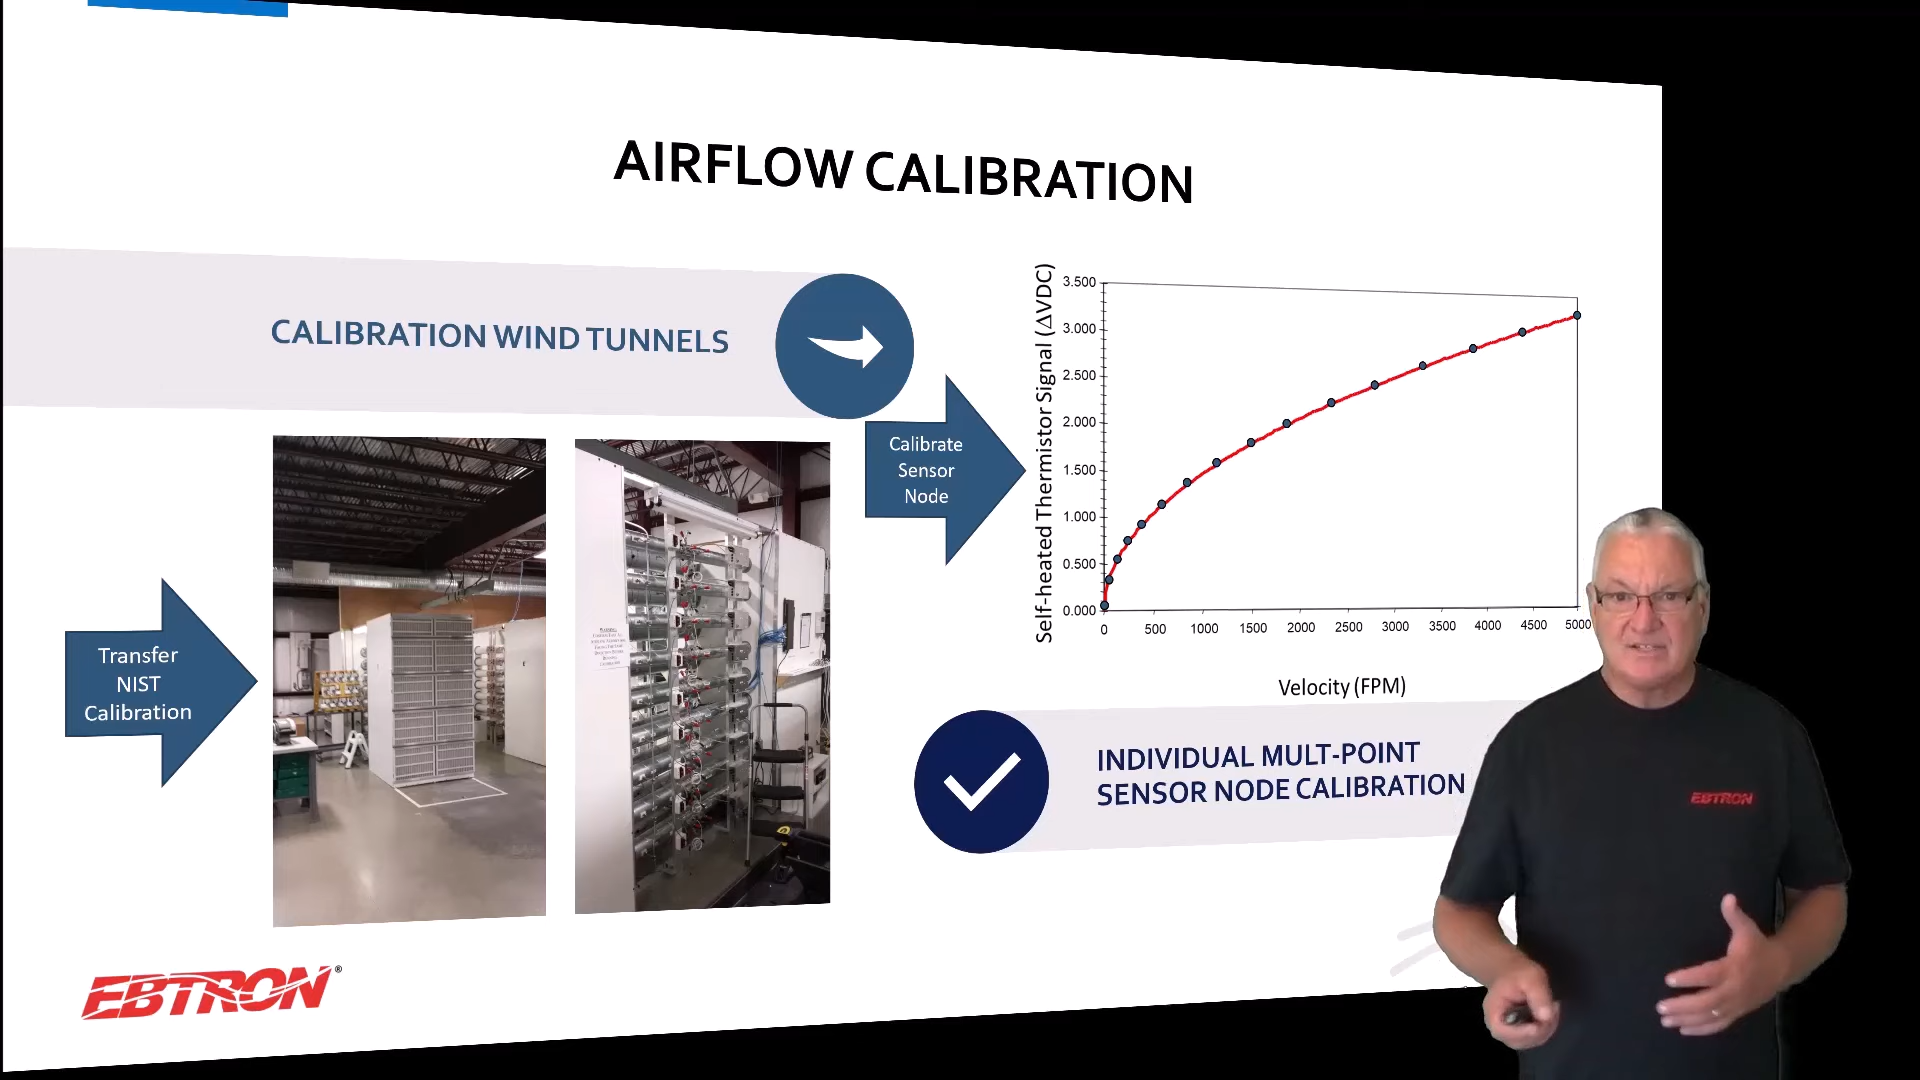 AIRFLOW CALIBRATION
CALIBRATION WIND TUNNELS
Transfer
NIST
Calibration
Calibrate
Sensor
Node
Self-heated Thermistor Signal (ΔVDC)
3.500
3.000
2.500
2.000
1.500
1.000
0.500
0.000
0 500 1000 1500 2000 2500 3000 3500 4000 4500 5000
Velocity (FPM)
INDIVIDUAL MULT-POINT
SENSOR NODE CALIBRATION
EBTRON®
EBTRON